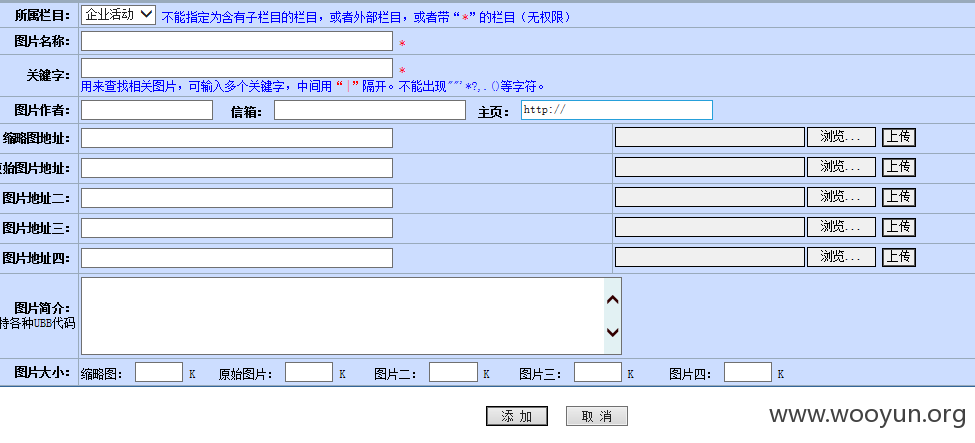 所属栏目： 企业活动 不能指定为含有子栏目的栏目，或者外部栏目，或者带“*”的栏目（无权限）
图片名称： *
关键字： *
用来查找相关图片，可输入多个关键字，中间用“|”隔开。不能出现"'*?,.()等字符。
图片作者： 信箱： 主页： http://
缩略图地址： 浏览... 上传
原始图片地址： 浏览... 上传
图片地址二： 浏览... 上传
图片地址三： 浏览... 上传
图片地址四： 浏览... 上传
图片简介：
持各种UBB代码
图片大小： 缩略图： K 原始图片： K 图片二： K 图片三： K 图片四： K
添 加 取 消
www.wooyun.org